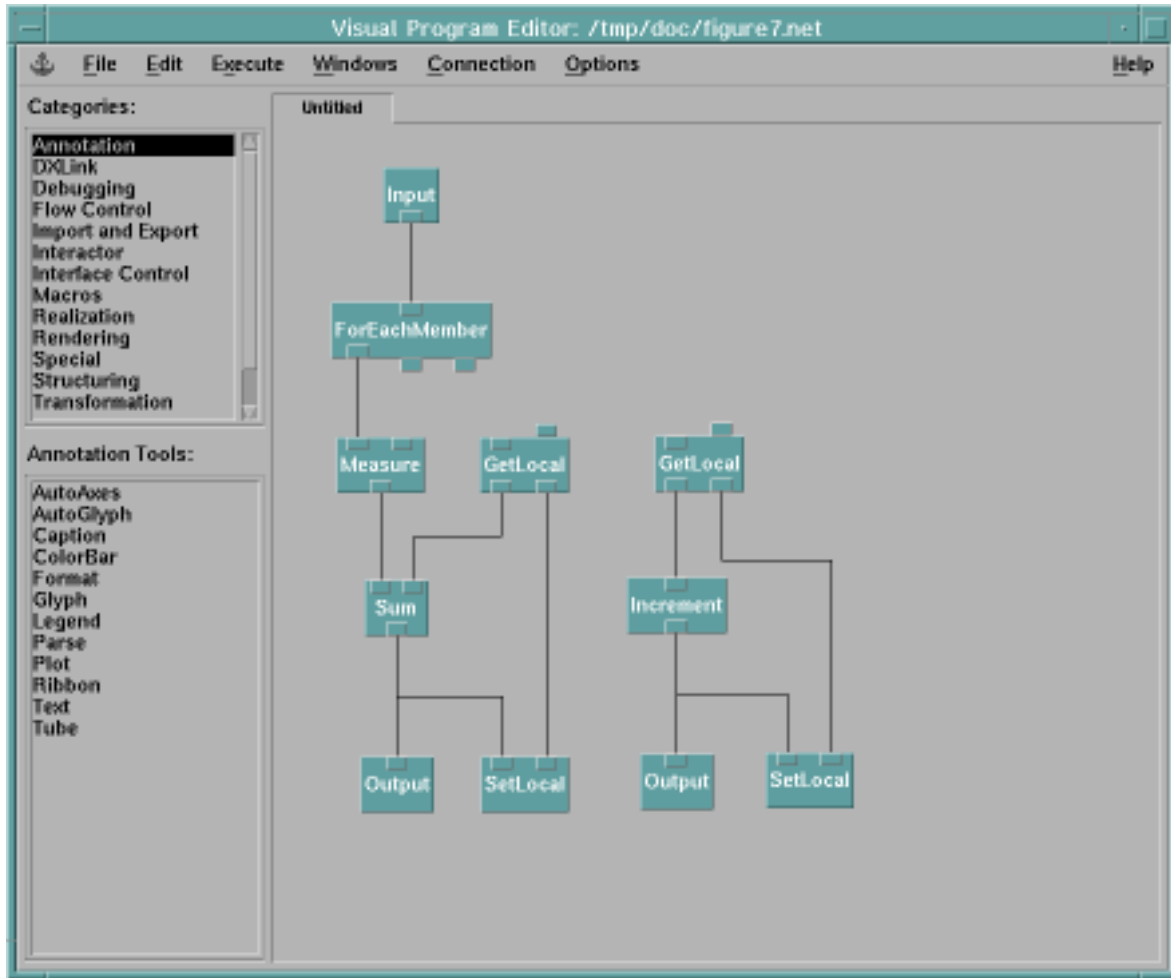 Visual Program Editor: /tmp/doc/figure7.net
File Edit Execute Windows Connection Options Help
Categories:
Annotation
DXLink
Debugging
Flow Control
Import and Export
Interactor
Interface Control
Macros
Realization
Rendering
Special
Structuring
Transformation
Annotation Tools:
AutoAxes
AutoGlyph
Caption
ColorBar
Format
Glyph
Legend
Parse
Plot
Ribbon
Text
Tube
Untitled
Input
ForEachMember
Measure
GetLocal
GetLocal
Sum
Increment
Output
SetLocal
Output
SetLocal